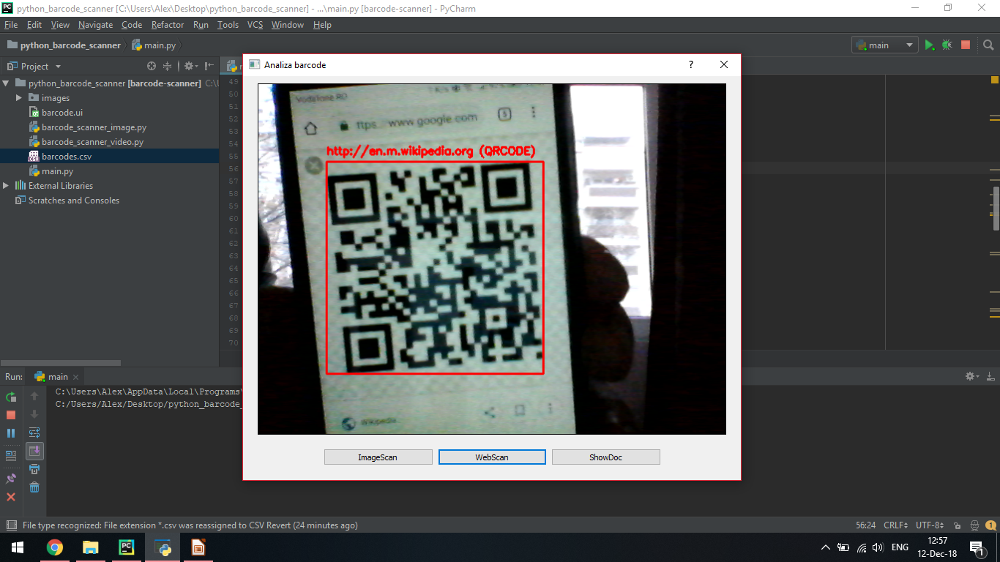 python_barcode_scanner [C:\Users\Alex\Desktop\python_barcode_scanner] - ...\main.py [barcode-scanner] - PyCharm
File Edit View Navigate Code Refactor Run Tools VCS Window Help
python_barcode_scanner main.py main
Project
python_barcode_scanner [barcode-scanner] C:\
images
barcode.ui
barcode_scanner_image.py
barcode_scanner_video.py
barcodes.csv
main.py
External Libraries
Scratches and Consoles
49
50
51
52
53
54
55
56
57
58
59
60
61
62
63
64
65
66
67
68
69
70
Analiza barcode
Vodafone RO
www.google.com 5
http://en.m.wikipedia.org (QRCODE)
Wikipedia
ImageScan WebScan ShowDoc
Run: main
C:\Users\Alex\AppData\Local\Programs\
C:/Users/Alex/Desktop/python_barcode_
File type recognized: File extension *.csv was reassigned to CSV Revert (24 minutes ago) 56:24 CRLF UTF-8 1
ENG 12:57
12-Dec-18 1